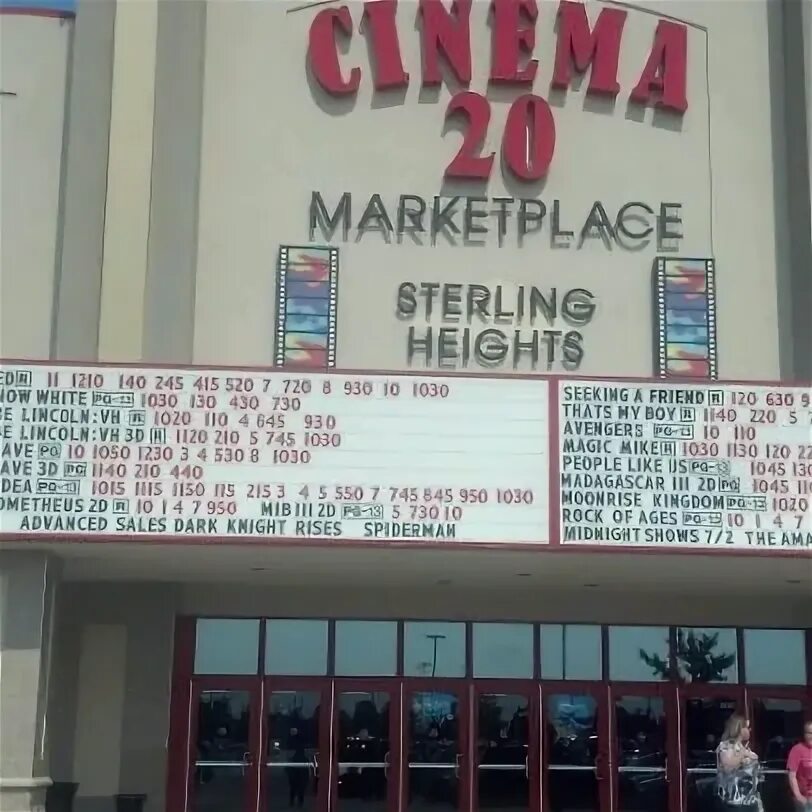 CINEMA
20
MARKETPLACE
STERLING
HEIGHTS
ED R 11 1210 140 245 415 520 7 720 8 930 10 1030
NOW WHITE PG-13 1030 130 430 730
E LINCOLN:VH R 1020 110 4 645 930
E LINCOLN:VH 3D R 1120 210 5 745 1030
AVE PG 10 1050 1230 3 4 530 8 1030
AVE 3D PG 1140 210 440
DEA PG-13 1015 1115 1150 115 215 3 4 5 550 7 745 845 950 1030
OMETHEUS 2D R 10 1 4 7 950 MIB III 2D PG-13 5 730 10
ADVANCED SALES DARK KNIGHT RISES SPIDERMAN
SEEKING A FRIEND R 120 630 9
THATS MY BOY R 1140 220 5 7
AVENGERS PG-13 10 110
MAGIC MIKE R 1030 1130 120 22
PEOPLE LIKE US PG-13 1045 130
MADAGASCAR III 2D PG 1045 110
MOONRISE KINGDOM PG-13 1020
ROCK OF AGES PG-13 10 1 4 7
MIDNIGHT SHOWS 7/2 THE AMA